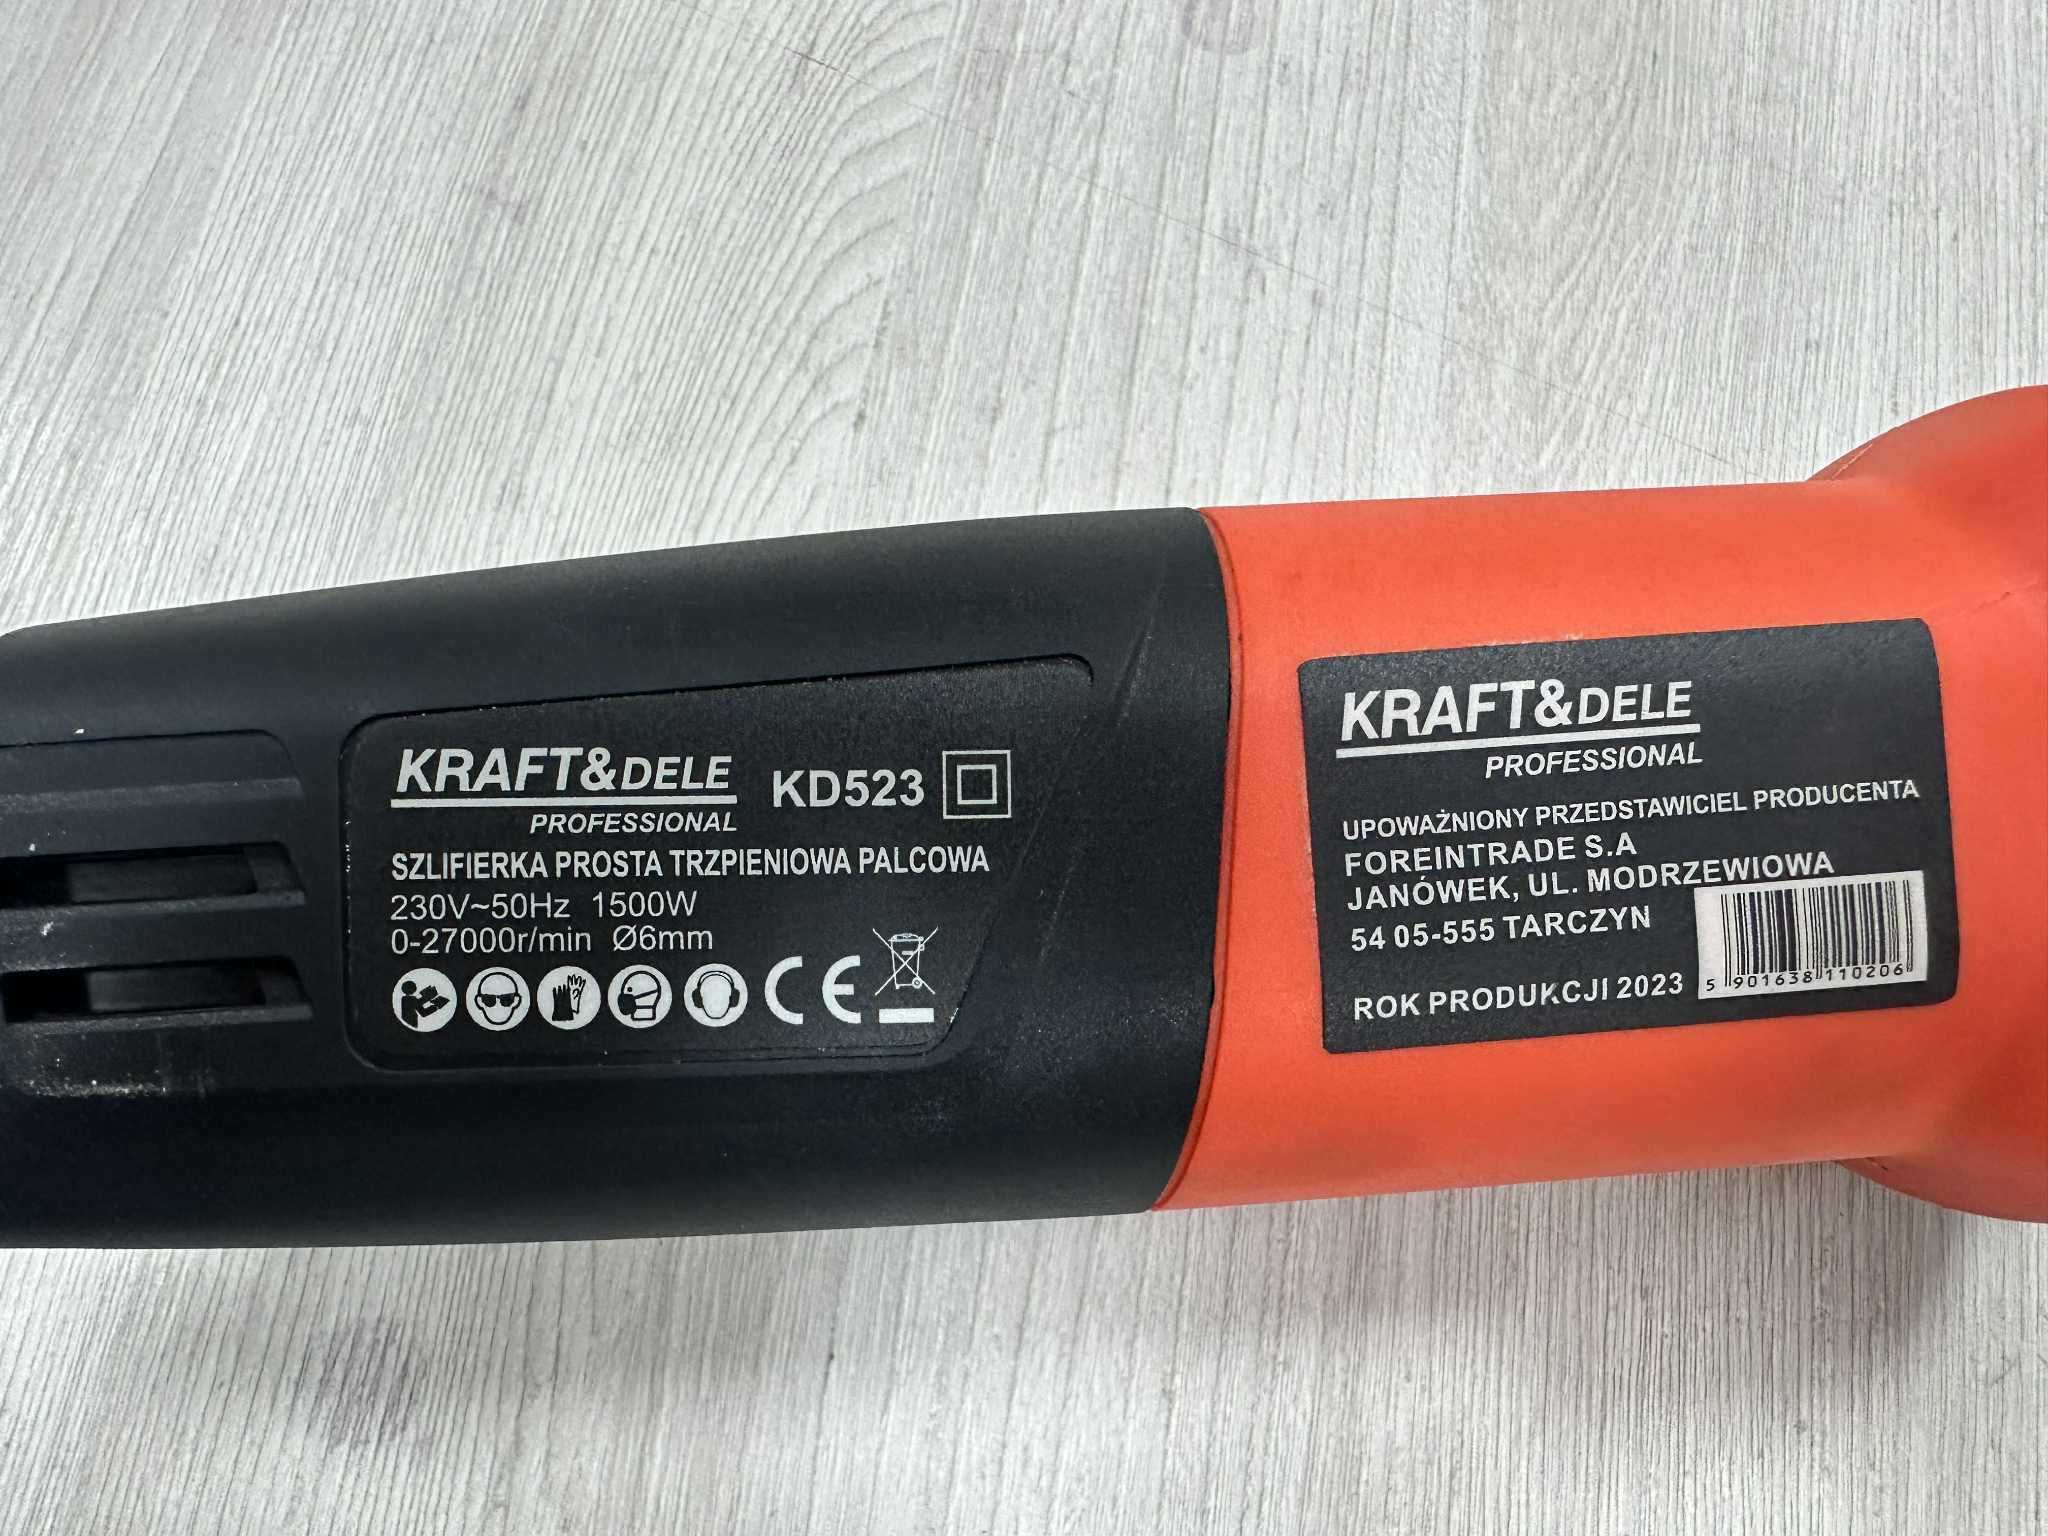 KRAFT&DELE KD523
PROFESSIONAL
SZLIFIERKA PROSTA TRZPIENIOWA PALCOWA
230V~50Hz 1500W
0-27000r/min Ø6mm
CE
KRAFT&DELE
PROFESSIONAL
UPOWAŻNIONY PRZEDSTAWICIEL PRODUCENTA
FOREINTRADE S.A
JANÓWEK, UL. MODRZEWIOWA
54 05-555 TARCZYN
ROK PRODUKCJI 2023
5 901638 110206